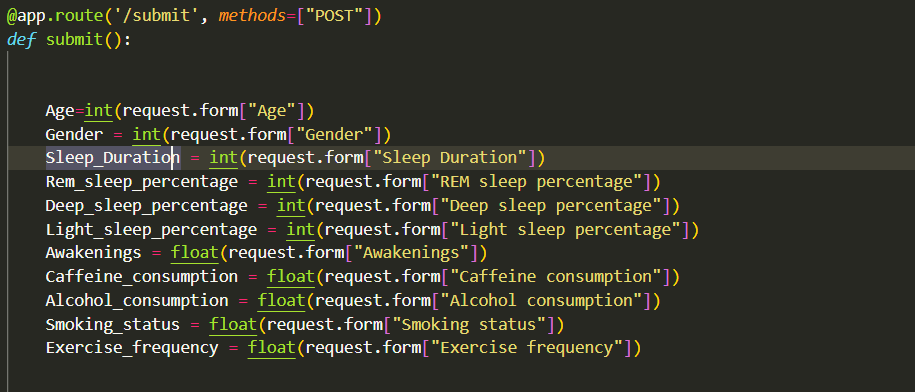 @app.route('/submit', methods=["POST"])
def submit():
Age=int(request.form["Age"])
Gender = int(request.form["Gender"])
Sleep_Duration = int(request.form["Sleep Duration"])
Rem_sleep_percentage = int(request.form["REM sleep percentage"])
Deep_sleep_percentage = int(request.form["Deep sleep percentage"])
Light_sleep_percentage = int(request.form["Light sleep percentage"])
Awakenings = float(request.form["Awakenings"])
Caffeine_consumption = float(request.form["Caffeine consumption"])
Alcohol_consumption = float(request.form["Alcohol consumption"])
Smoking_status = float(request.form["Smoking status"])
Exercise_frequency = float(request.form["Exercise frequency"])